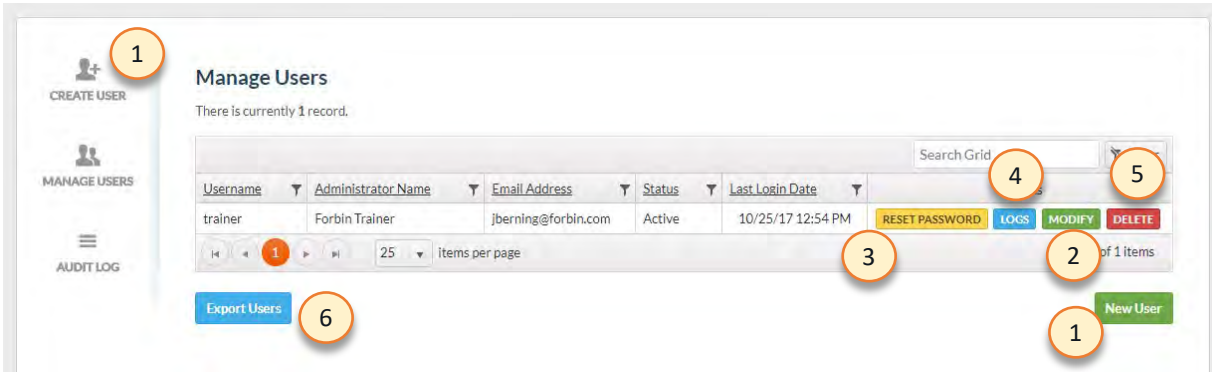 1
CREATE USER
MANAGE USERS
AUDIT LOG
Manage Users
There is currently 1 record.
Search Grid
4
5
Username Administrator Name Email Address Status Last Login Date
trainer Forbin Trainer jberning@forbin.com Active 10/25/17 12:54 PM RESET PASSWORD LOGS MODIFY DELETE
1 25 items per page of 1 items
3
2
Export Users
6
New User
1